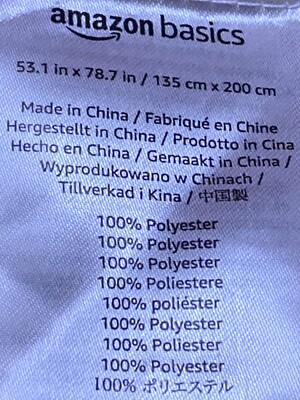 amazon basics
53.1 in x 78.7 in / 135 cm x 200 cm
Made in China / Fabriqué en Chine
Hergestellt in China / Prodotto in Cina
Hecho en China / Gemaakt in China /
Wyprodukowano w Chinach /
Tillverkad i Kina / 中国製
100% Polyester
100% Polyester
100% Polyester
100% Poliestere
100% poliéster
100% Polyester
100% Poliester
100% Polyester
100% ポリエステル